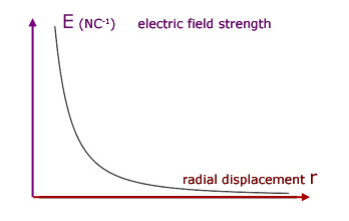 E (NC⁻¹) electric field strength
radial displacement r